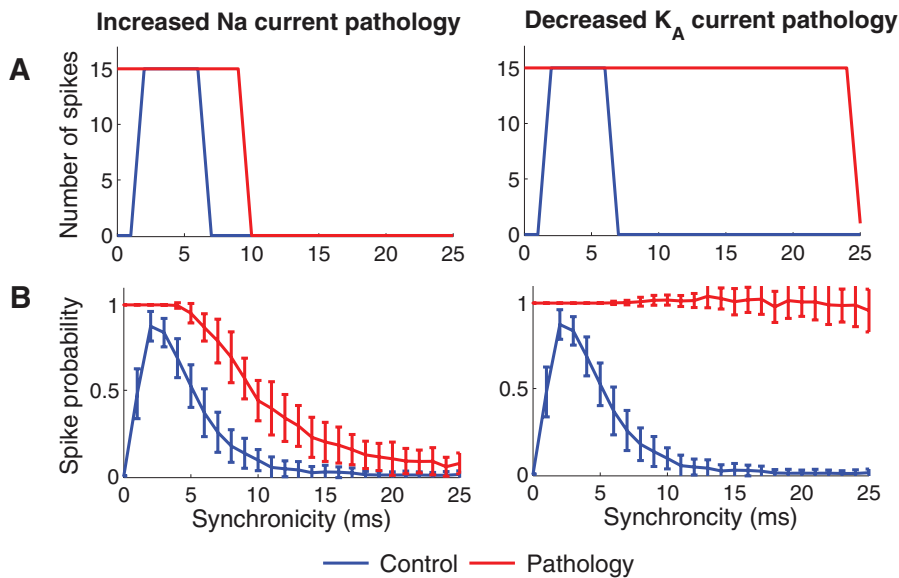 Increased Na current pathology
Decreased K_A current pathology
A
Number of spikes
15
10
5
0
0 5 10 15 20 25
15
10
5
0
0 5 10 15 20 25
B
Spike probability
1
0.5
0
0 5 10 15 20 25
Synchronicity (ms)
1
0.5
0
0 5 10 15 20 25
Synchroncity (ms)
Control
Pathology